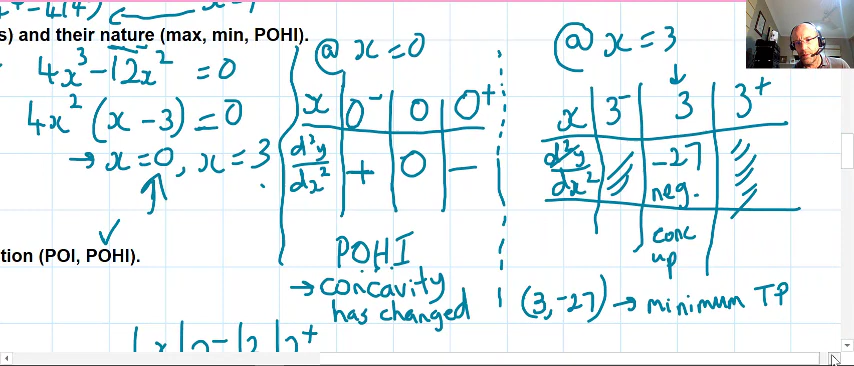 s) and their nature (max, min, POHI).
4x³ - 12x² = 0
4x² (x - 3) = 0
→ x = 0, x = 3
tion (POI, POHI).
@ x = 0
x | 0⁻ | 0 | 0⁺
d²y/dx² | + | 0 | -
POHI
→ concavity
has changed
@ x = 3
x | 3⁻ | 3 | 3⁺
d²y/dx² | | -27 neg. |
conc
up
(3, -27) → minimum TP